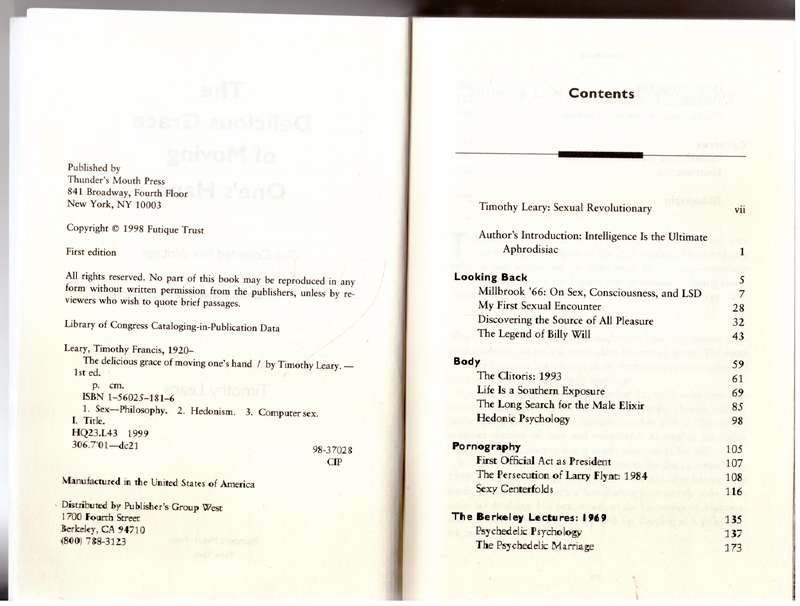 Published by
Thunder's Mouth Press
841 Broadway, Fourth Floor
New York, NY 10003
Copyright © 1998 Futique Trust
First edition
All rights reserved. No part of this book may be reproduced in any
form without written permission from the publishers, unless by re-
viewers who wish to quote brief passages.
Library of Congress Cataloging-in-Publication Data
Leary, Timothy Francis, 1920–
The delicious grace of moving one's hand / by Timothy Leary. —
1st ed.
p. cm.
ISBN 1-56025-181-6
1. Sex—Philosophy. 2. Hedonism. 3. Computer sex.
I. Title.
HQ23.L43 1999
306.7'01—dc21 98-37028
CIP
Manufactured in the United States of America
Distributed by Publisher's Group West
1700 Fourth Street
Berkeley, CA 94710
(800) 788-3123
Contents
Timothy Leary: Sexual Revolutionary vii
Author's Introduction: Intelligence Is the Ultimate
Aphrodisiac 1
Looking Back 5
Millbrook '66: On Sex, Consciousness, and LSD 7
My First Sexual Encounter 28
Discovering the Source of All Pleasure 32
The Legend of Billy Will 43
Body 59
The Clitoris: 1993 61
Life Is a Southern Exposure 69
The Long Search for the Male Elixir 85
Hedonic Psychology 98
Pornography 105
First Official Act as President 107
The Persecution of Larry Flynt: 1984 108
Sexy Centerfolds 116
The Berkeley Lectures: 1969 135
Psychedelic Psychology 137
The Psychedelic Marriage 173